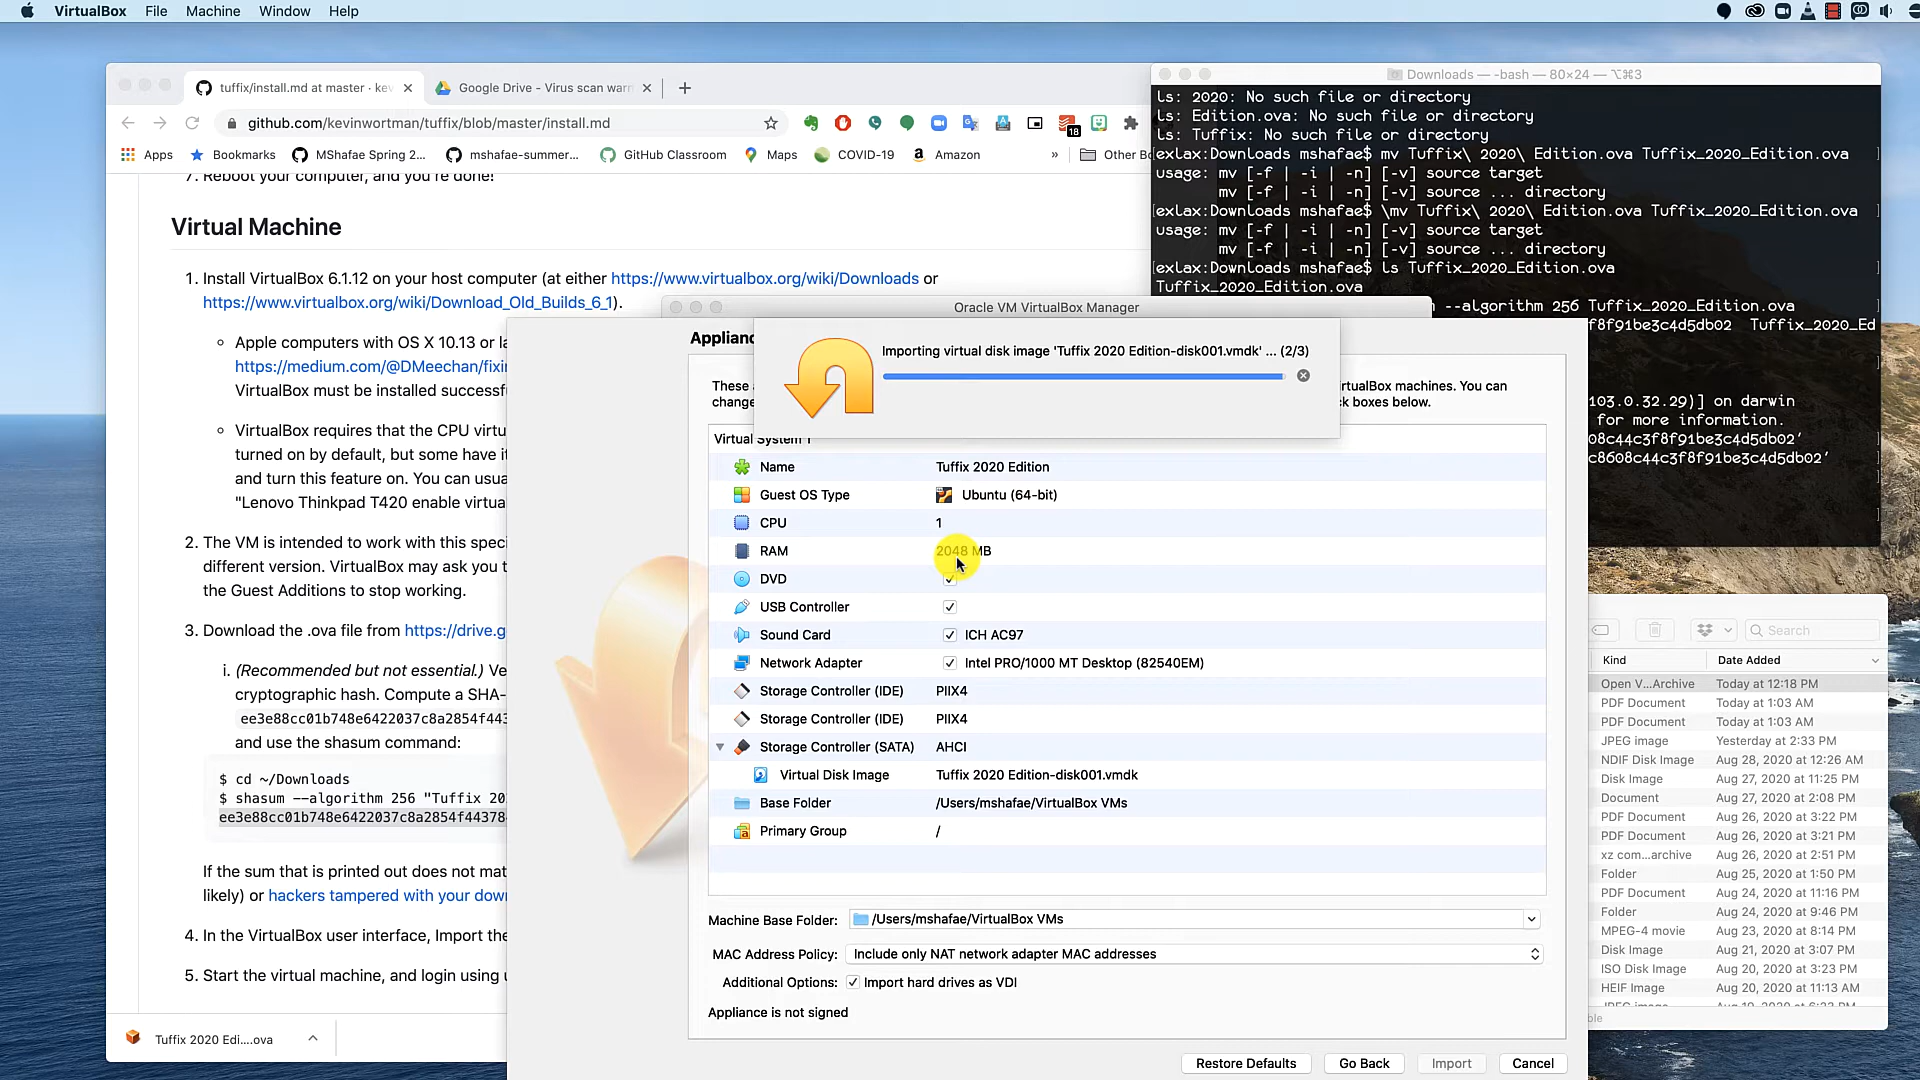 VirtualBox File Machine Window Help
tuffix/install.md at master · kev
Google Drive - Virus scan warn
github.com/kevinwortman/tuffix/blob/master/install.md
18
Apps Bookmarks MShafae Spring 2... mshafae-summer... GitHub Classroom Maps COVID-19 Amazon » Other Bo
7. Reboot your computer, and you're done!
Virtual Machine
1. Install VirtualBox 6.1.12 on your host computer (at either https://www.virtualbox.org/wiki/Downloads or
https://www.virtualbox.org/wiki/Download_Old_Builds_6_1).
Apple computers with OS X 10.13 or la
https://medium.com/@DMeechan/fixin
VirtualBox must be installed successf
VirtualBox requires that the CPU virtu
turned on by default, but some have it
and turn this feature on. You can usua
"Lenovo Thinkpad T420 enable virtua
2. The VM is intended to work with this speci
different version. VirtualBox may ask you t
the Guest Additions to stop working.
3. Download the .ova file from https://drive.g
i. (Recommended but not essential.) Ve
cryptographic hash. Compute a SHA-
ee3e88cc01b748e6422037c8a2854f443
and use the shasum command:
$ cd ~/Downloads
$ shasum --algorithm 256 "Tuffix 20
ee3e88cc01b748e6422037c8a2854f44378
If the sum that is printed out does not mat
likely) or hackers tampered with your dow
4. In the VirtualBox user interface, Import the
5. Start the virtual machine, and login using u
Tuffix 2020 Edi....ova
Downloads — -bash — 80×24 — ⌥⌘3
ls: 2020: No such file or directory
ls: Edition.ova: No such file or directory
ls: Tuffix: No such file or directory
[exlax:Downloads mshafae$ mv Tuffix\ 2020\ Edition.ova Tuffix_2020_Edition.ova ]
usage: mv [-f | -i | -n] [-v] source target
mv [-f | -i | -n] [-v] source ... directory
[exlax:Downloads mshafae$ \mv Tuffix\ 2020\ Edition.ova Tuffix_2020_Edition.ova ]
usage: mv [-f | -i | -n] [-v] source target
mv [-f | -i | -n] [-v] source ... directory
[exlax:Downloads mshafae$ ls Tuffix_2020_Edition.ova ]
Tuffix_2020_Edition.ova
--algorithm 256 Tuffix_2020_Edition.ova ]
f8f91be3c4d5db02 Tuffix_2020_Ed
103.0.32.29)] on darwin
for more information.
08c44c3f8f91be3c4d5db02'
c8608c44c3f8f91be3c4d5db02'
Oracle VM VirtualBox Manager
Applianc
Importing virtual disk image 'Tuffix 2020 Edition-disk001.vmdk' ... (2/3)
These a
irtualBox machines. You can
change
k boxes below.
Virtual System 1
Name Tuffix 2020 Edition
Guest OS Type Ubuntu (64-bit)
CPU 1
RAM 2048 MB
DVD
USB Controller
Sound Card ICH AC97
Network Adapter Intel PRO/1000 MT Desktop (82540EM)
Storage Controller (IDE) PIIX4
Storage Controller (IDE) PIIX4
Storage Controller (SATA) AHCI
Virtual Disk Image Tuffix 2020 Edition-disk001.vmdk
Base Folder /Users/mshafae/VirtualBox VMs
Primary Group /
Machine Base Folder: /Users/mshafae/VirtualBox VMs
MAC Address Policy: Include only NAT network adapter MAC addresses
Additional Options: Import hard drives as VDI
Appliance is not signed
Restore Defaults Go Back Import Cancel
Search
Kind Date Added
Open V...Archive Today at 12:18 PM
PDF Document Today at 1:03 AM
PDF Document Today at 1:03 AM
JPEG image Yesterday at 2:33 PM
NDIF Disk Image Aug 28, 2020 at 12:26 AM
Disk Image Aug 27, 2020 at 11:25 PM
Document Aug 27, 2020 at 2:08 PM
PDF Document Aug 26, 2020 at 3:22 PM
PDF Document Aug 26, 2020 at 3:21 PM
xz com...archive Aug 26, 2020 at 2:51 PM
Folder Aug 25, 2020 at 1:50 PM
PDF Document Aug 24, 2020 at 11:16 PM
Folder Aug 24, 2020 at 9:46 PM
MPEG-4 movie Aug 23, 2020 at 8:14 PM
Disk Image Aug 21, 2020 at 3:07 PM
ISO Disk Image Aug 20, 2020 at 3:23 PM
HEIF Image Aug 20, 2020 at 11:13 AM
ble